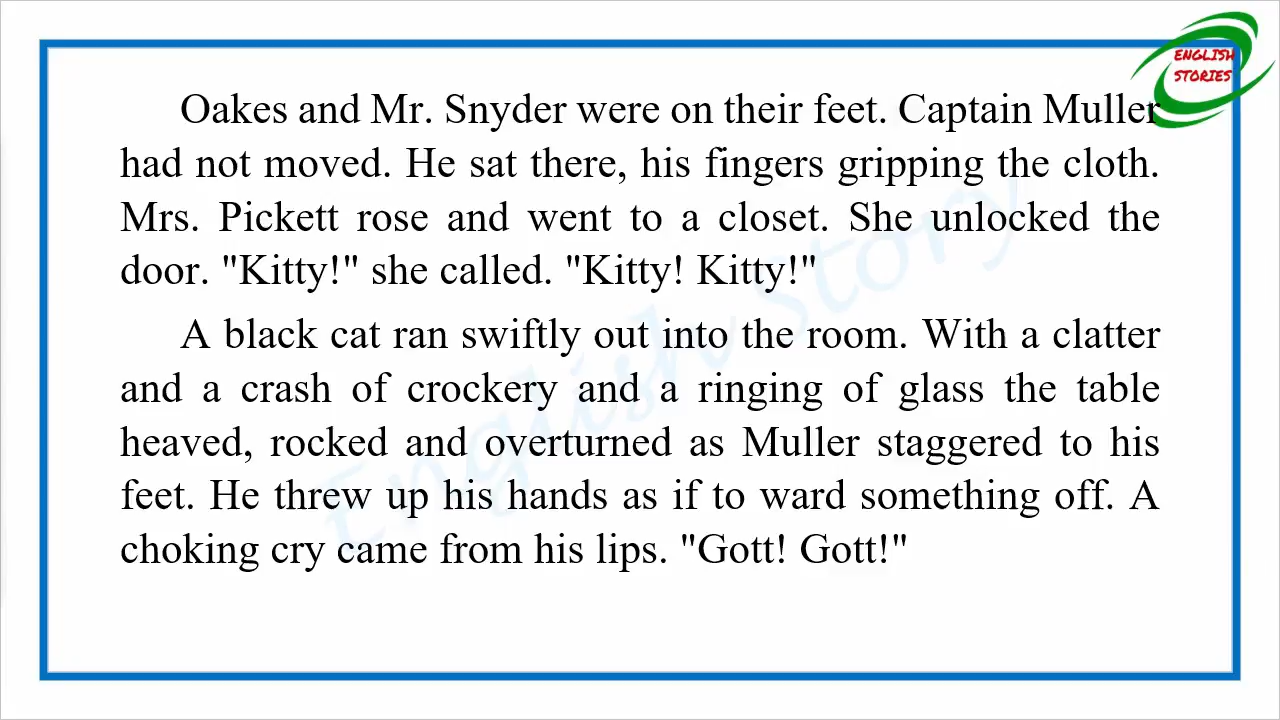 ENGLISH
STORIES
Oakes and Mr. Snyder were on their feet. Captain Muller
had not moved. He sat there, his fingers gripping the cloth.
Mrs. Pickett rose and went to a closet. She unlocked the
door. "Kitty!" she called. "Kitty! Kitty!"
A black cat ran swiftly out into the room. With a clatter
and a crash of crockery and a ringing of glass the table
heaved, rocked and overturned as Muller staggered to his
feet. He threw up his hands as if to ward something off. A
choking cry came from his lips. "Gott! Gott!"
English Story